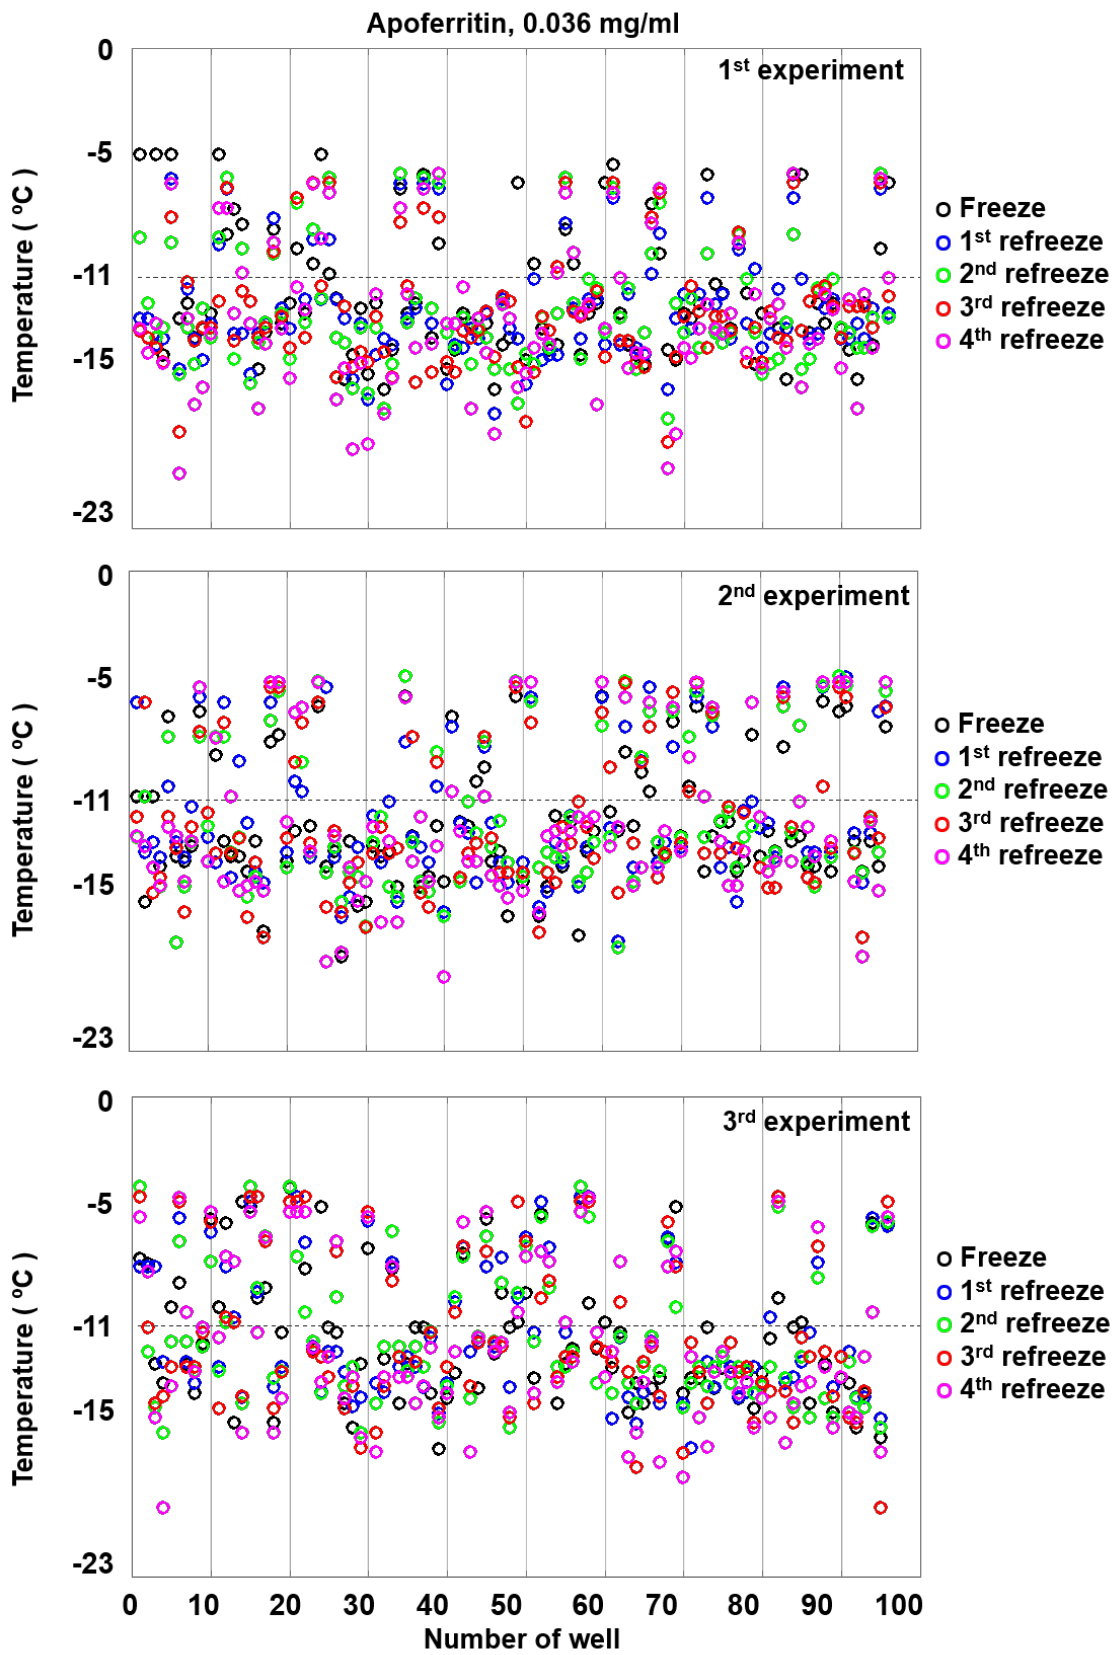 Apoferritin, 0.036 mg/ml
0
1st experiment
-5
-11
-15
-23
Temperature ( ºC )
Freeze
1st refreeze
2nd refreeze
3rd refreeze
4th refreeze
0
2nd experiment
-5
-11
-15
-23
Temperature ( ºC )
Freeze
1st refreeze
2nd refreeze
3rd refreeze
4th refreeze
0
3rd experiment
-5
-11
-15
-23
Temperature ( ºC )
Freeze
1st refreeze
2nd refreeze
3rd refreeze
4th refreeze
0 10 20 30 40 50 60 70 80 90 100
Number of well